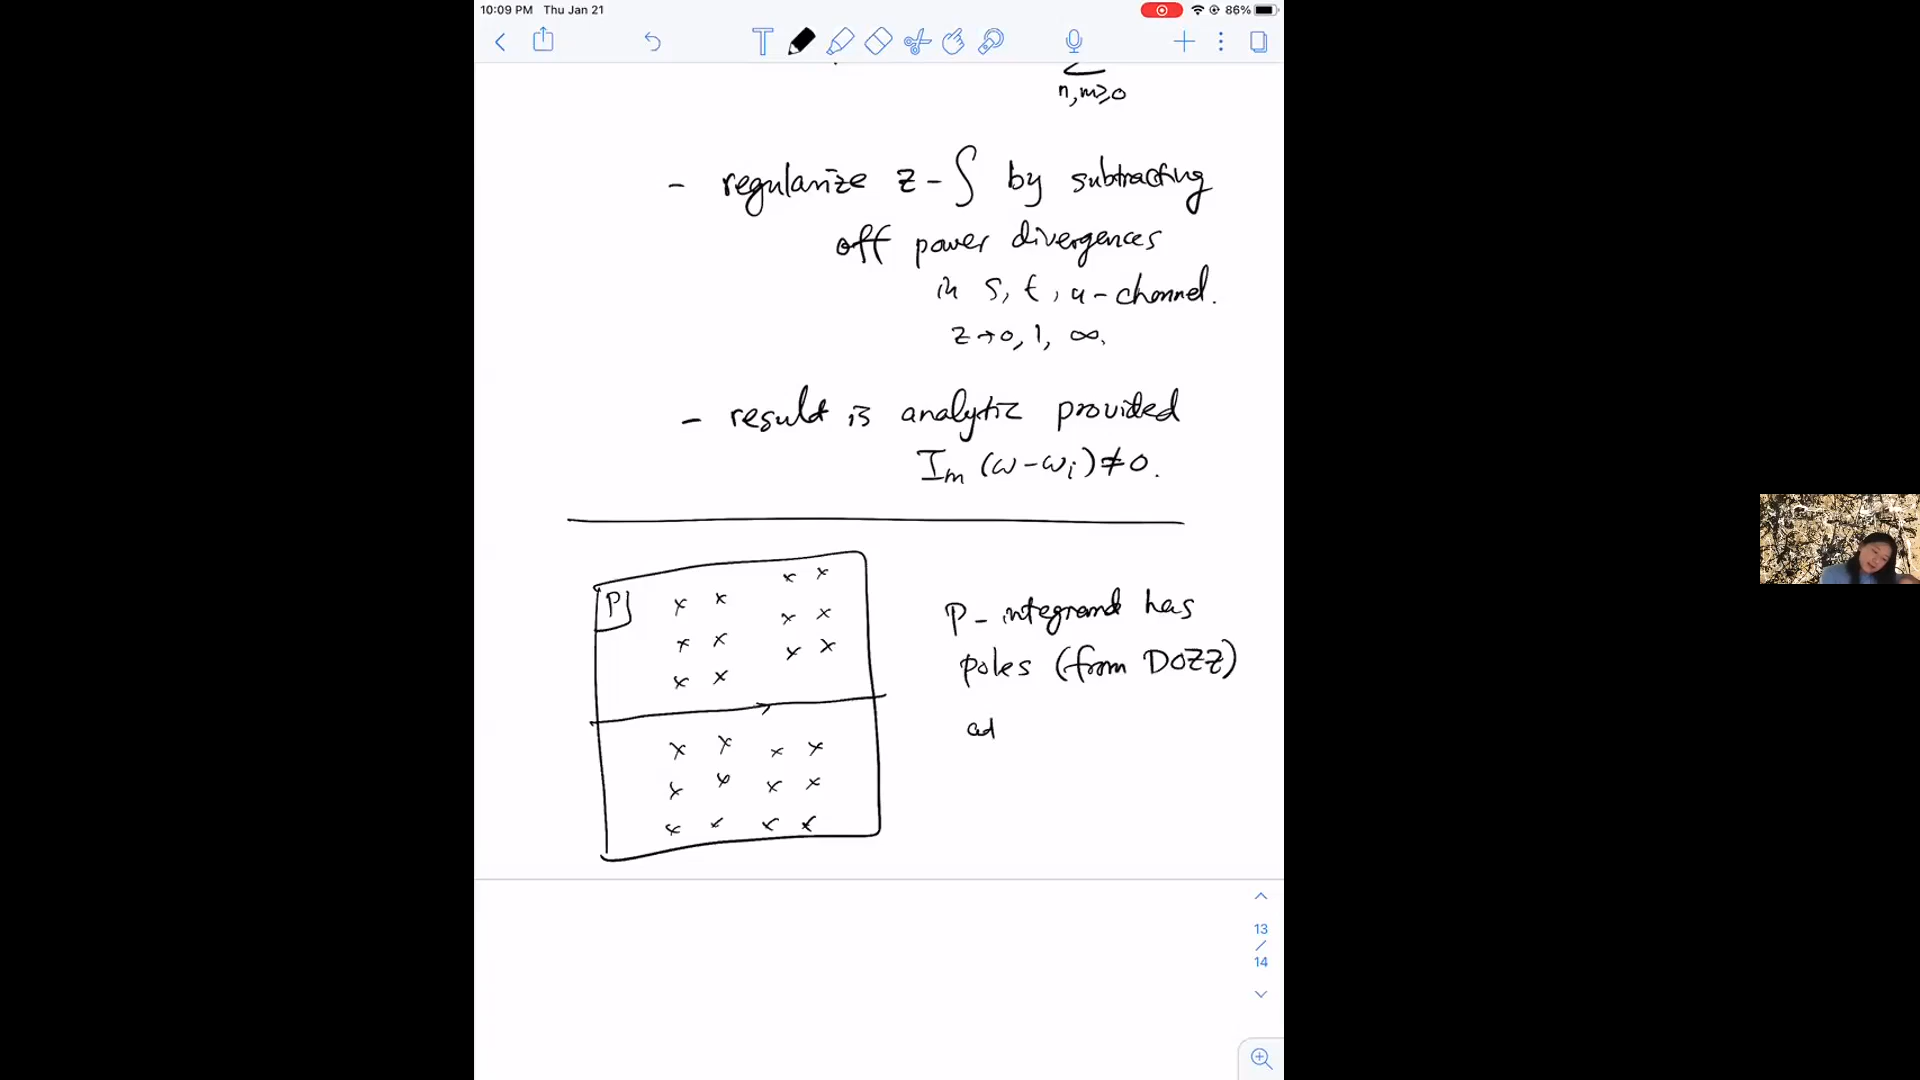 10:09 PM Thu Jan 21
86%
T
n,m≥0
- regularize z-∫ by subtracting
off power divergences
in s, t, u-channel.
z→0, 1, ∞.
- result is analytic provided
Im (ω-ωi)≠0.
P
P- integrand has
poles (from DOZZ)
13
/
14